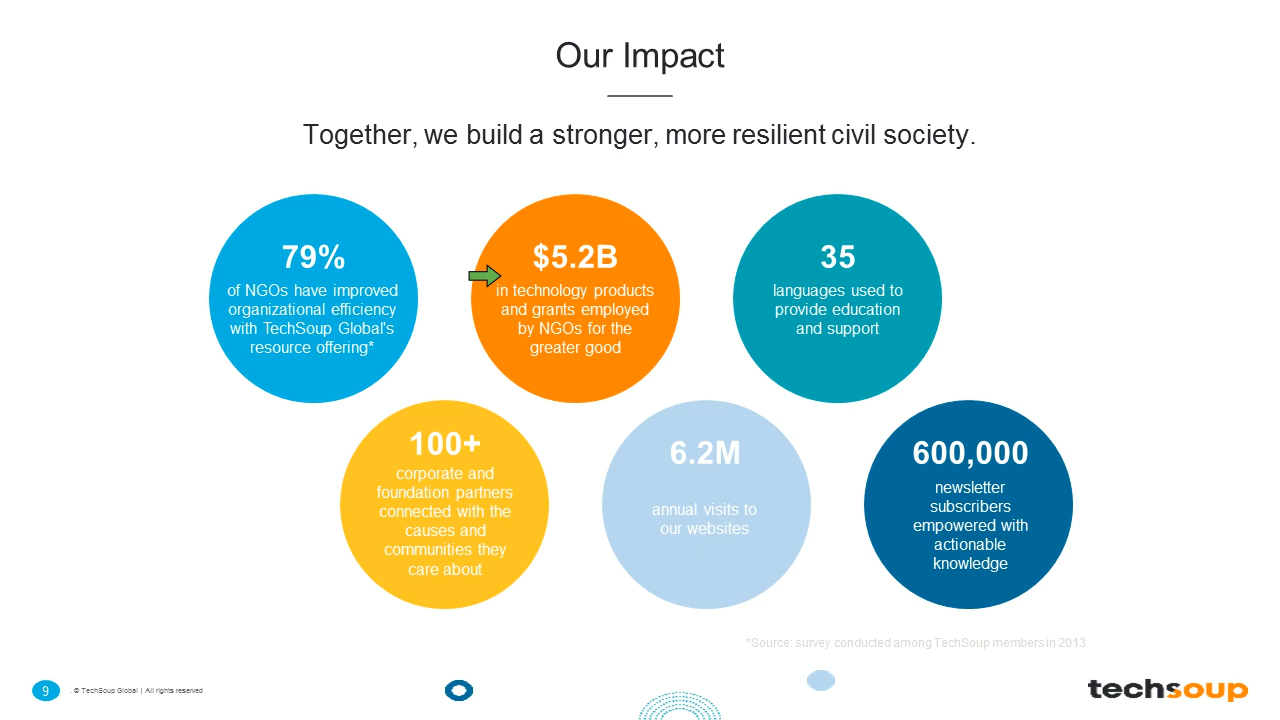 Our Impact
Together, we build a stronger, more resilient civil society.
79%
of NGOs have improved
organizational efficiency
with TechSoup Global's
resource offering*
$5.2B
in technology products
and grants employed
by NGOs for the
greater good
35
languages used to
provide education
and support
100+
corporate and
foundation partners
connected with the
causes and
communities they
care about
6.2M
annual visits to
our websites
600,000
newsletter
subscribers
empowered with
actionable
knowledge
*Source: survey conducted among TechSoup members in 2013
9
. © TechSoup Global | All rights reserved
techsoup